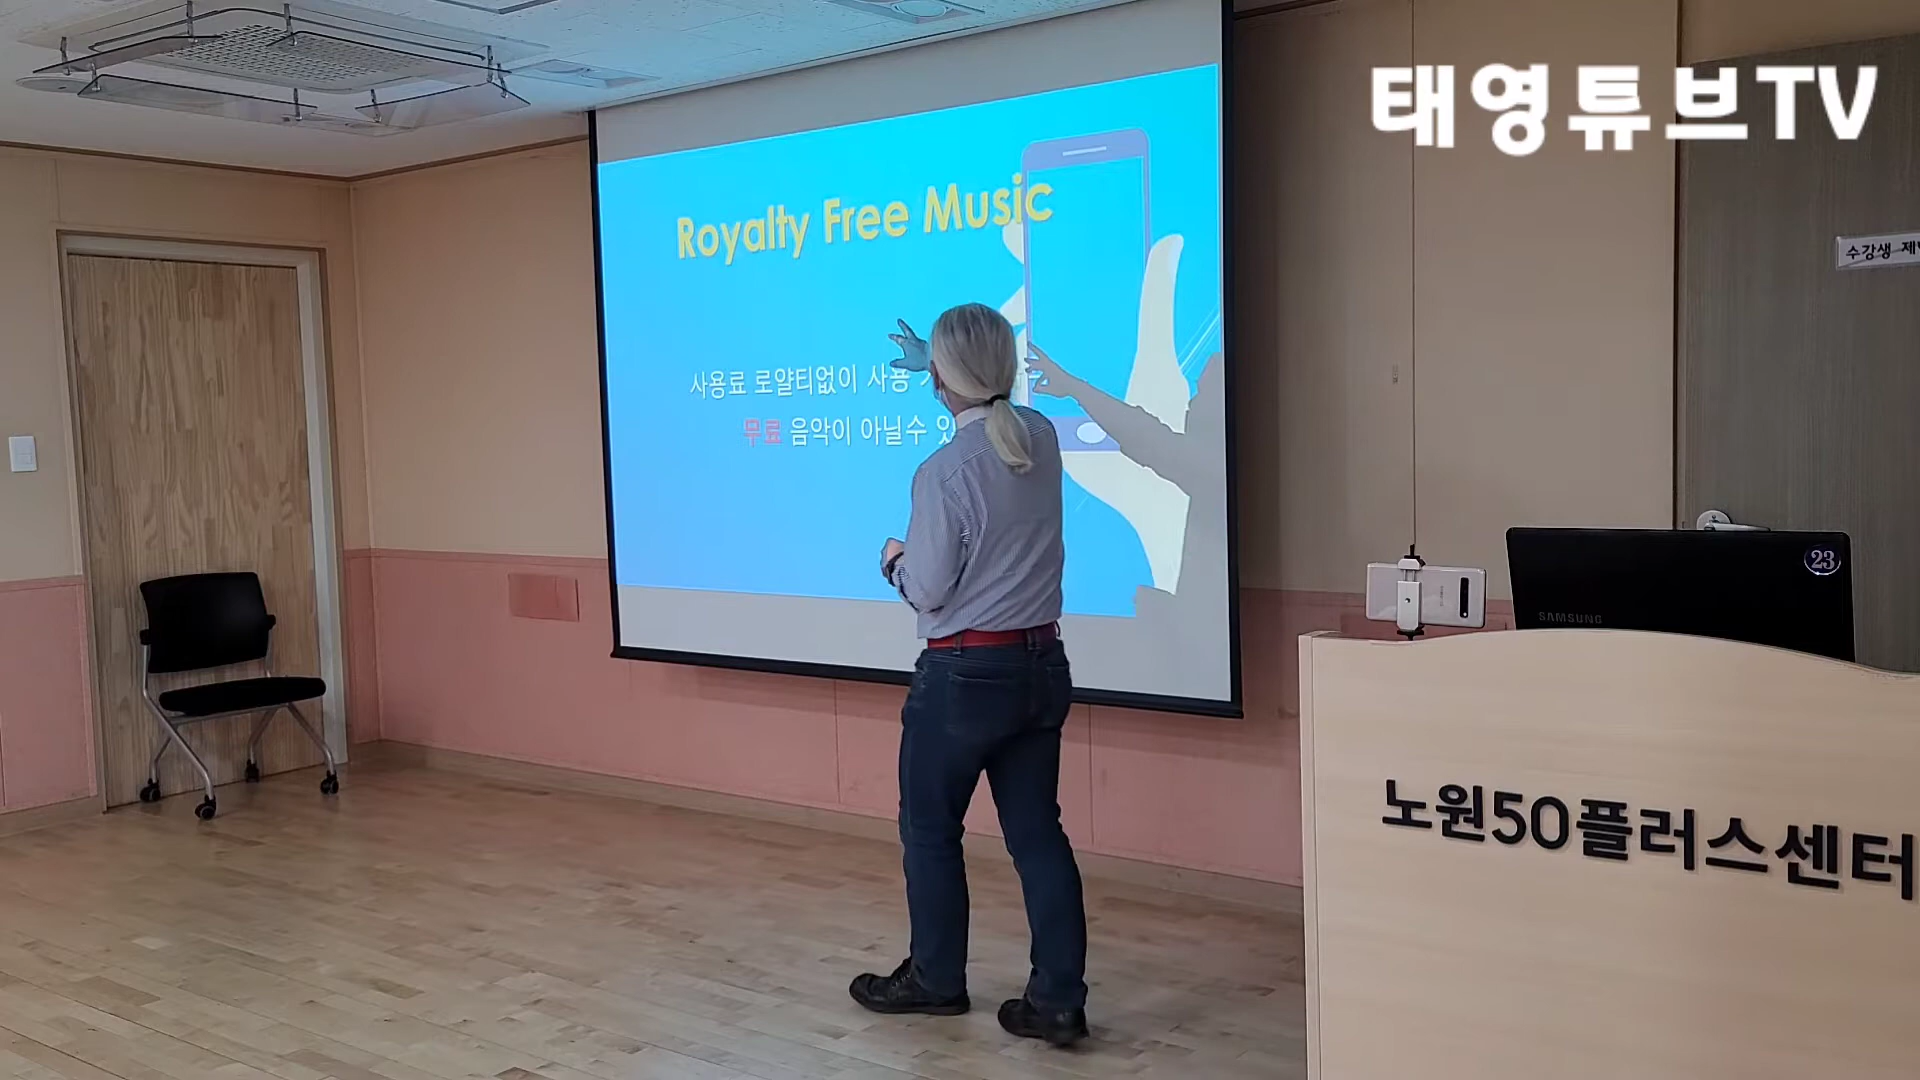 태영튜브TV
Royalty Free Music
사용료 로얄티없이 사용
무료 음악이 아닐수
수강생
23
SAMSUNG
노원50플러스센터